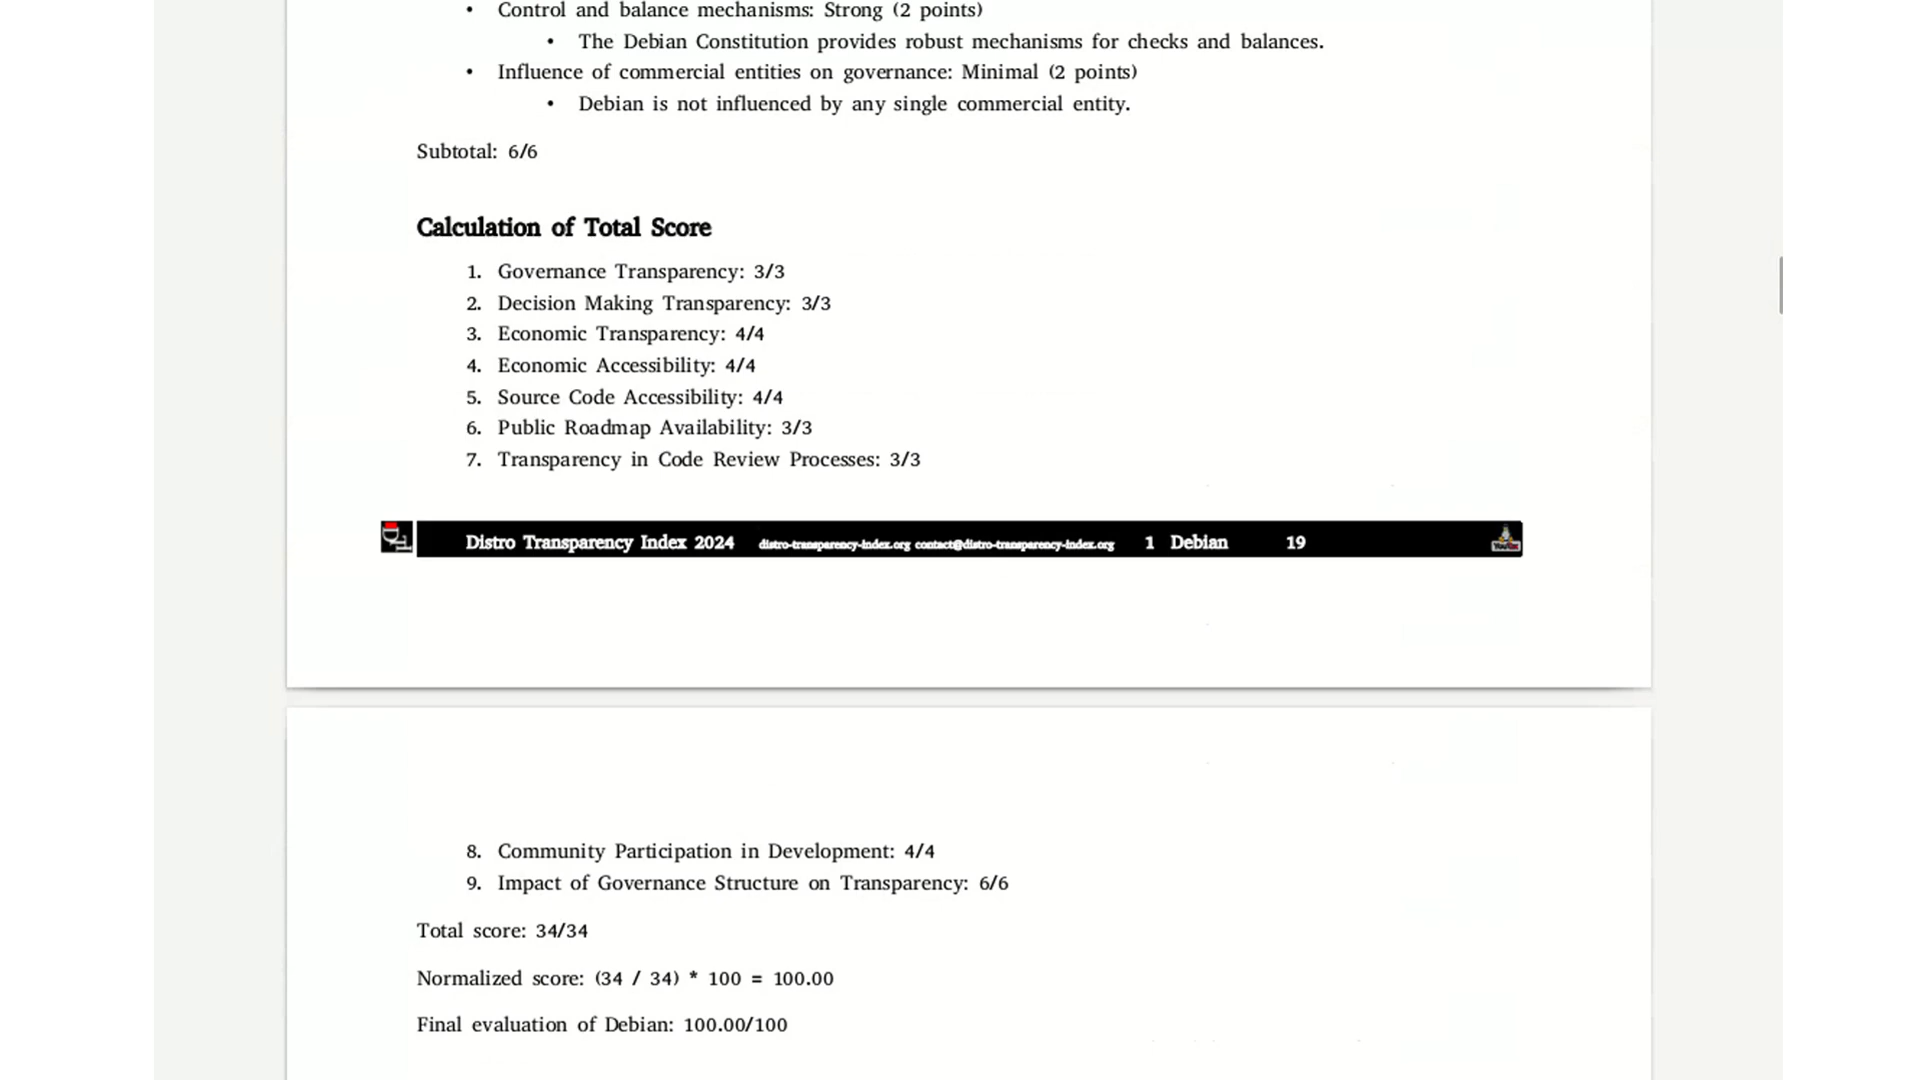 • Control and balance mechanisms: Strong (2 points)
• The Debian Constitution provides robust mechanisms for checks and balances.
• Influence of commercial entities on governance: Minimal (2 points)
• Debian is not influenced by any single commercial entity.
Subtotal: 6/6
Calculation of Total Score
1. Governance Transparency: 3/3
2. Decision Making Transparency: 3/3
3. Economic Transparency: 4/4
4. Economic Accessibility: 4/4
5. Source Code Accessibility: 4/4
6. Public Roadmap Availability: 3/3
7. Transparency in Code Review Processes: 3/3
Distro Transparency Index 2024 distro-transparency-index.org contact@distro-transparency-index.org 1 Debian 19
8. Community Participation in Development: 4/4
9. Impact of Governance Structure on Transparency: 6/6
Total score: 34/34
Normalized score: (34 / 34) * 100 = 100.00
Final evaluation of Debian: 100.00/100